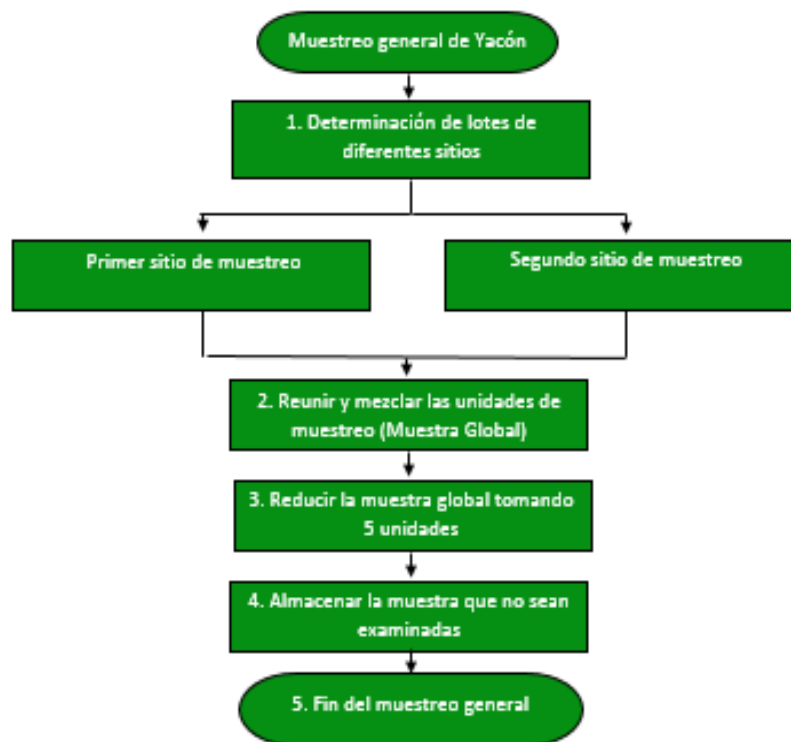 Muestreo general de Yacón
1. Determinación de lotes de
diferentes sitios
Primer sitio de muestreo
Segundo sitio de muestreo
2. Reunir y mezclar las unidades de
muestreo (Muestra Global)
3. Reducir la muestra global tomando
5 unidades
4. Almacenar la muestra que no sean
examinadas
5. Fin del muestreo general